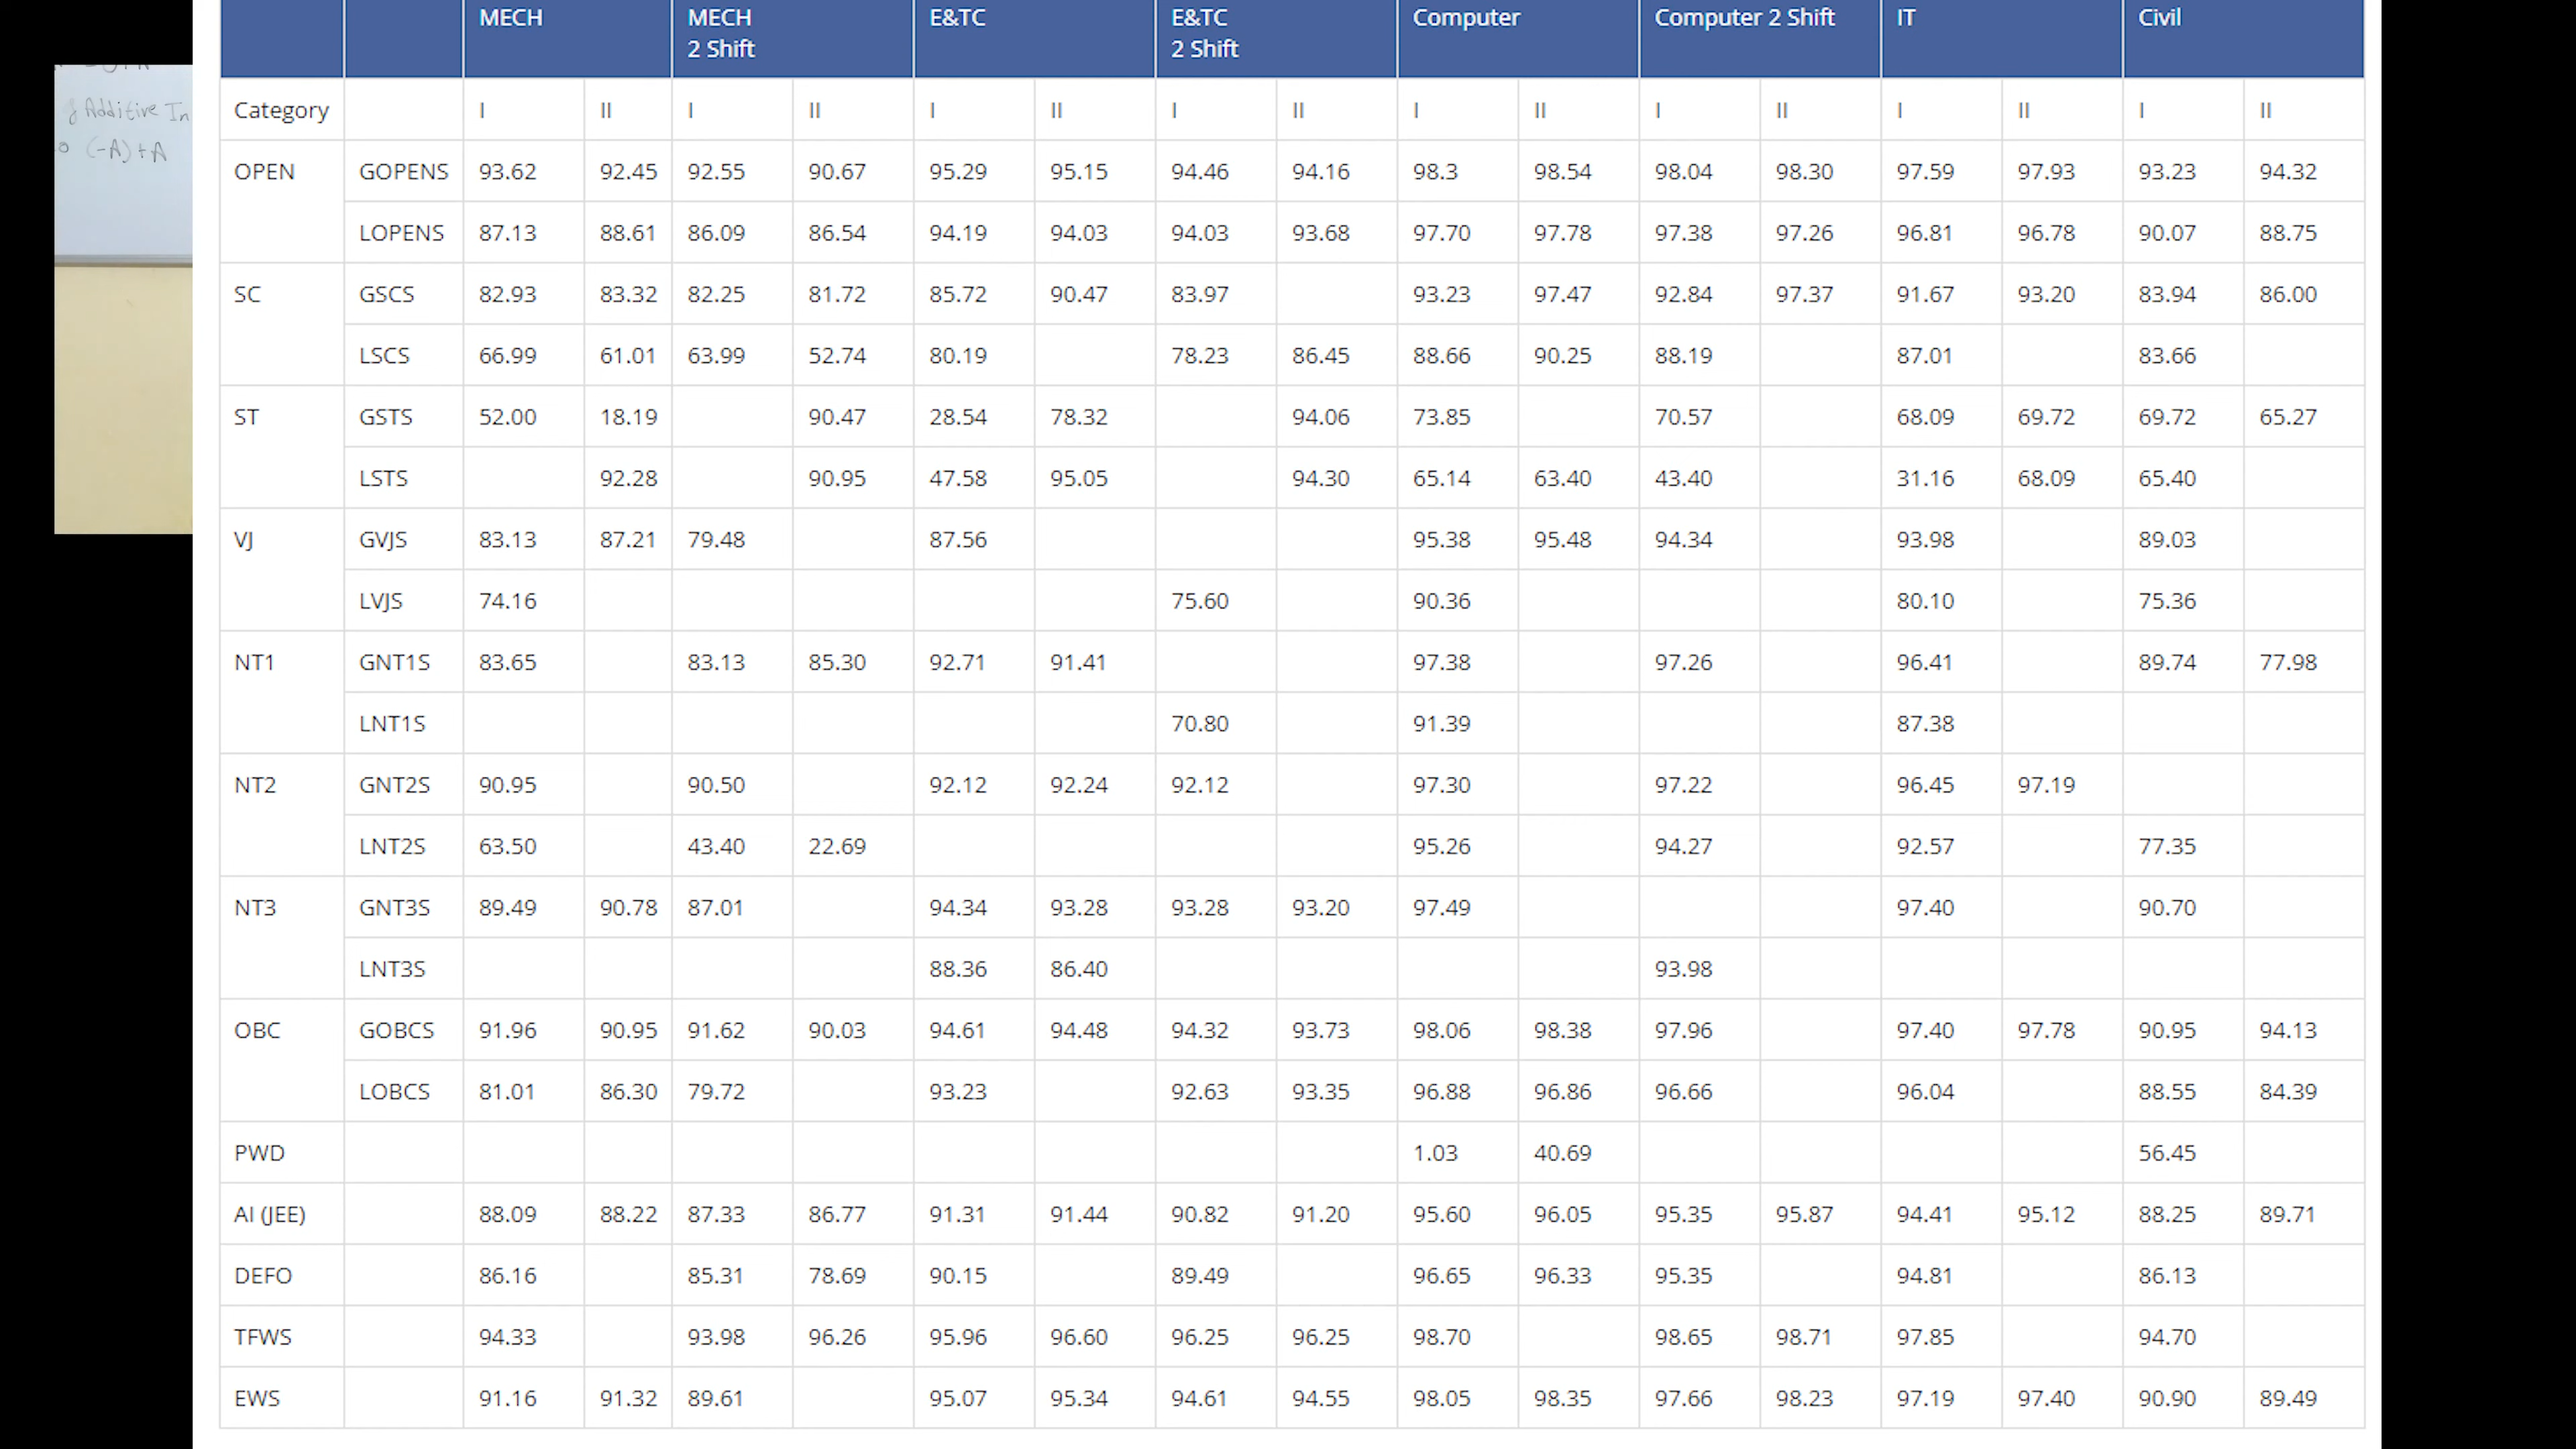 MECH MECH 2 Shift E&TC E&TC 2 Shift Computer Computer 2 Shift IT Civil
Category I II I II I II I II I II I II I II I II
OPEN GOPENS 93.62 92.45 92.55 90.67 95.29 95.15 94.46 94.16 98.3 98.54 98.04 98.30 97.59 97.93 93.23 94.32
LOPENS 87.13 88.61 86.09 86.54 94.19 94.03 94.03 93.68 97.70 97.78 97.38 97.26 96.81 96.78 90.07 88.75
SC GSCS 82.93 83.32 82.25 81.72 85.72 90.47 83.97 93.23 97.47 92.84 97.37 91.67 93.20 83.94 86.00
LSCS 66.99 61.01 63.99 52.74 80.19 78.23 86.45 88.66 90.25 88.19 87.01 83.66
ST GSTS 52.00 18.19 90.47 28.54 78.32 94.06 73.85 70.57 68.09 69.72 69.72 65.27
LSTS 92.28 90.95 47.58 95.05 94.30 65.14 63.40 43.40 31.16 68.09 65.40
VJ GVJS 83.13 87.21 79.48 87.56 95.38 95.48 94.34 93.98 89.03
LVJS 74.16 75.60 90.36 80.10 75.36
NT1 GNT1S 83.65 83.13 85.30 92.71 91.41 97.38 97.26 96.41 89.74 77.98
LNT1S 70.80 91.39 87.38
NT2 GNT2S 90.95 90.50 92.12 92.24 92.12 97.30 97.22 96.45 97.19
LNT2S 63.50 43.40 22.69 95.26 94.27 92.57 77.35
NT3 GNT3S 89.49 90.78 87.01 94.34 93.28 93.28 93.20 97.49 97.40 90.70
LNT3S 88.36 86.40 93.98
OBC GOBCS 91.96 90.95 91.62 90.03 94.61 94.48 94.32 93.73 98.06 98.38 97.96 97.40 97.78 90.95 94.13
LOBCS 81.01 86.30 79.72 93.23 92.63 93.35 96.88 96.86 96.66 96.04 88.55 84.39
PWD 1.03 40.69 56.45
AI (JEE) 88.09 88.22 87.33 86.77 91.31 91.44 90.82 91.20 95.60 96.05 95.35 95.87 94.41 95.12 88.25 89.71
DEFO 86.16 85.31 78.69 90.15 89.49 96.65 96.33 95.35 94.81 86.13
TFWS 94.33 93.98 96.26 95.96 96.60 96.25 96.25 98.70 98.65 98.71 97.85 94.70
EWS 91.16 91.32 89.61 95.07 95.34 94.61 94.55 98.05 98.35 97.66 98.23 97.19 97.40 90.90 89.49
Additive In
(-A)+A